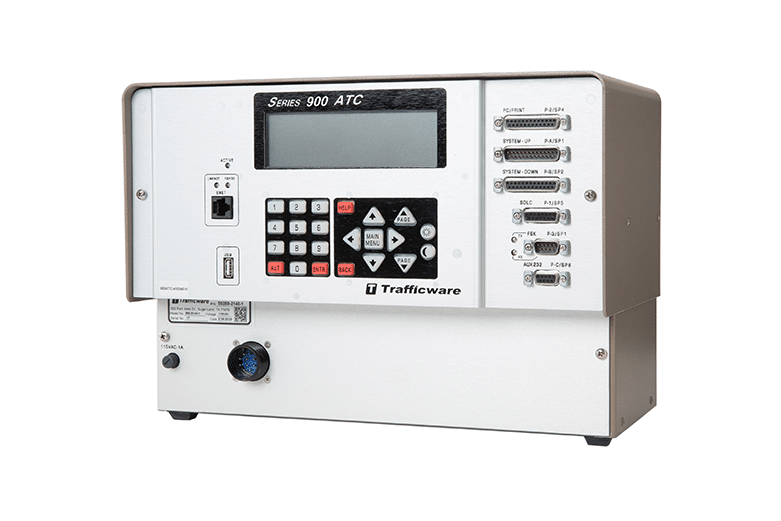 SERIES 900 ATC
ACTIVE
ENET
USB
1 2 3
4 5 6
7 8 9
ALT 0 ENTR
HELP
PAGE
MAIN
MENU
PAGE
BACK
Trafficware
PC/PRINT P-2/SP4
SYSTEM-UP P-A/SP1
SYSTEM-DOWN P-B/SP2
SDLC P-1/SP5
FSK P-3/SP1
AUX232 P-C/SP8
Trafficware
115VAC-1A